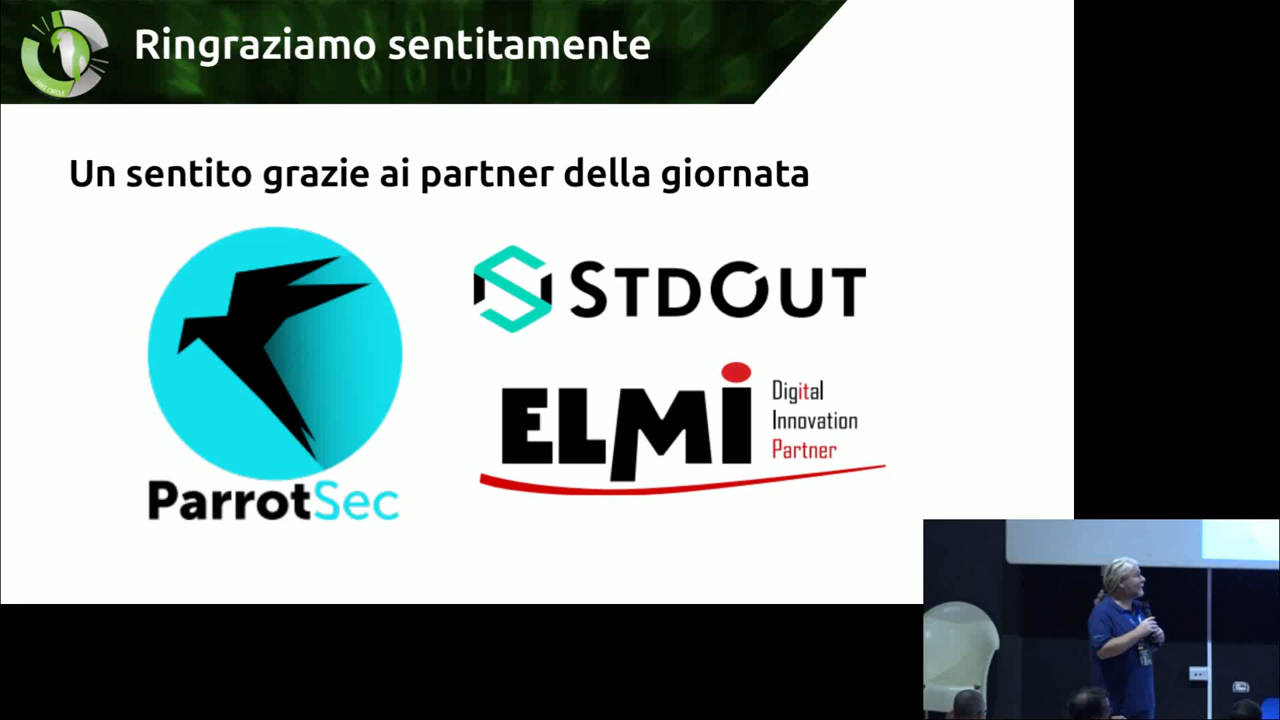 Ringraziamo sentitamente
Un sentito grazie ai partner della giornata
ParrotSec
STDOUT
ELMi
Digital
Innovation
Partner